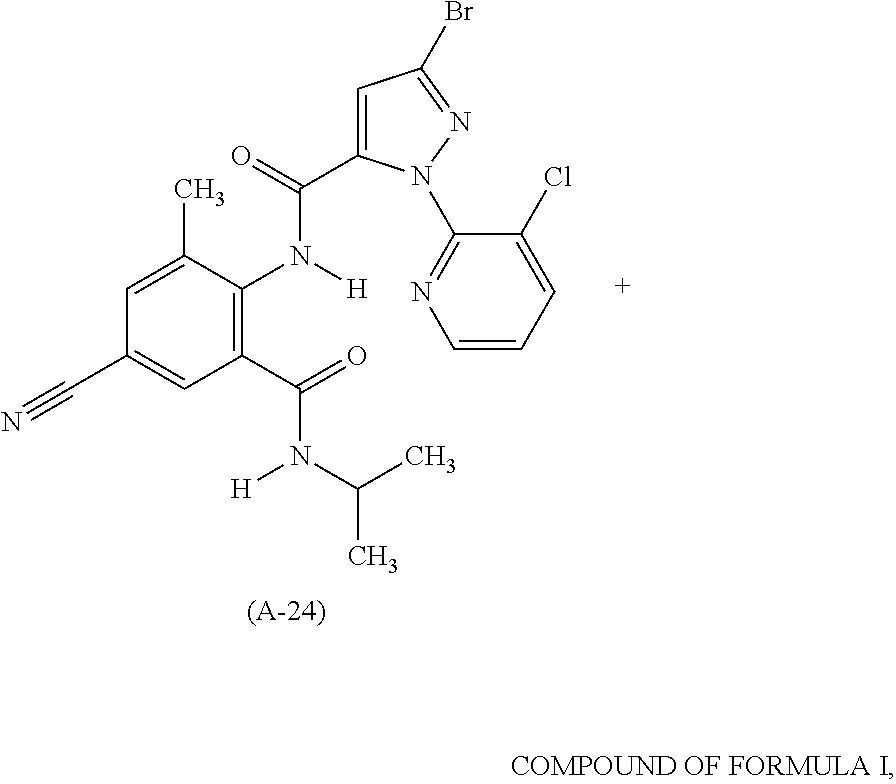 Br
N
O
N
Cl
CH3
N
H
N
+
O
N
N
CH3
H
CH3
(A-24)
COMPOUND OF FORMULA I,